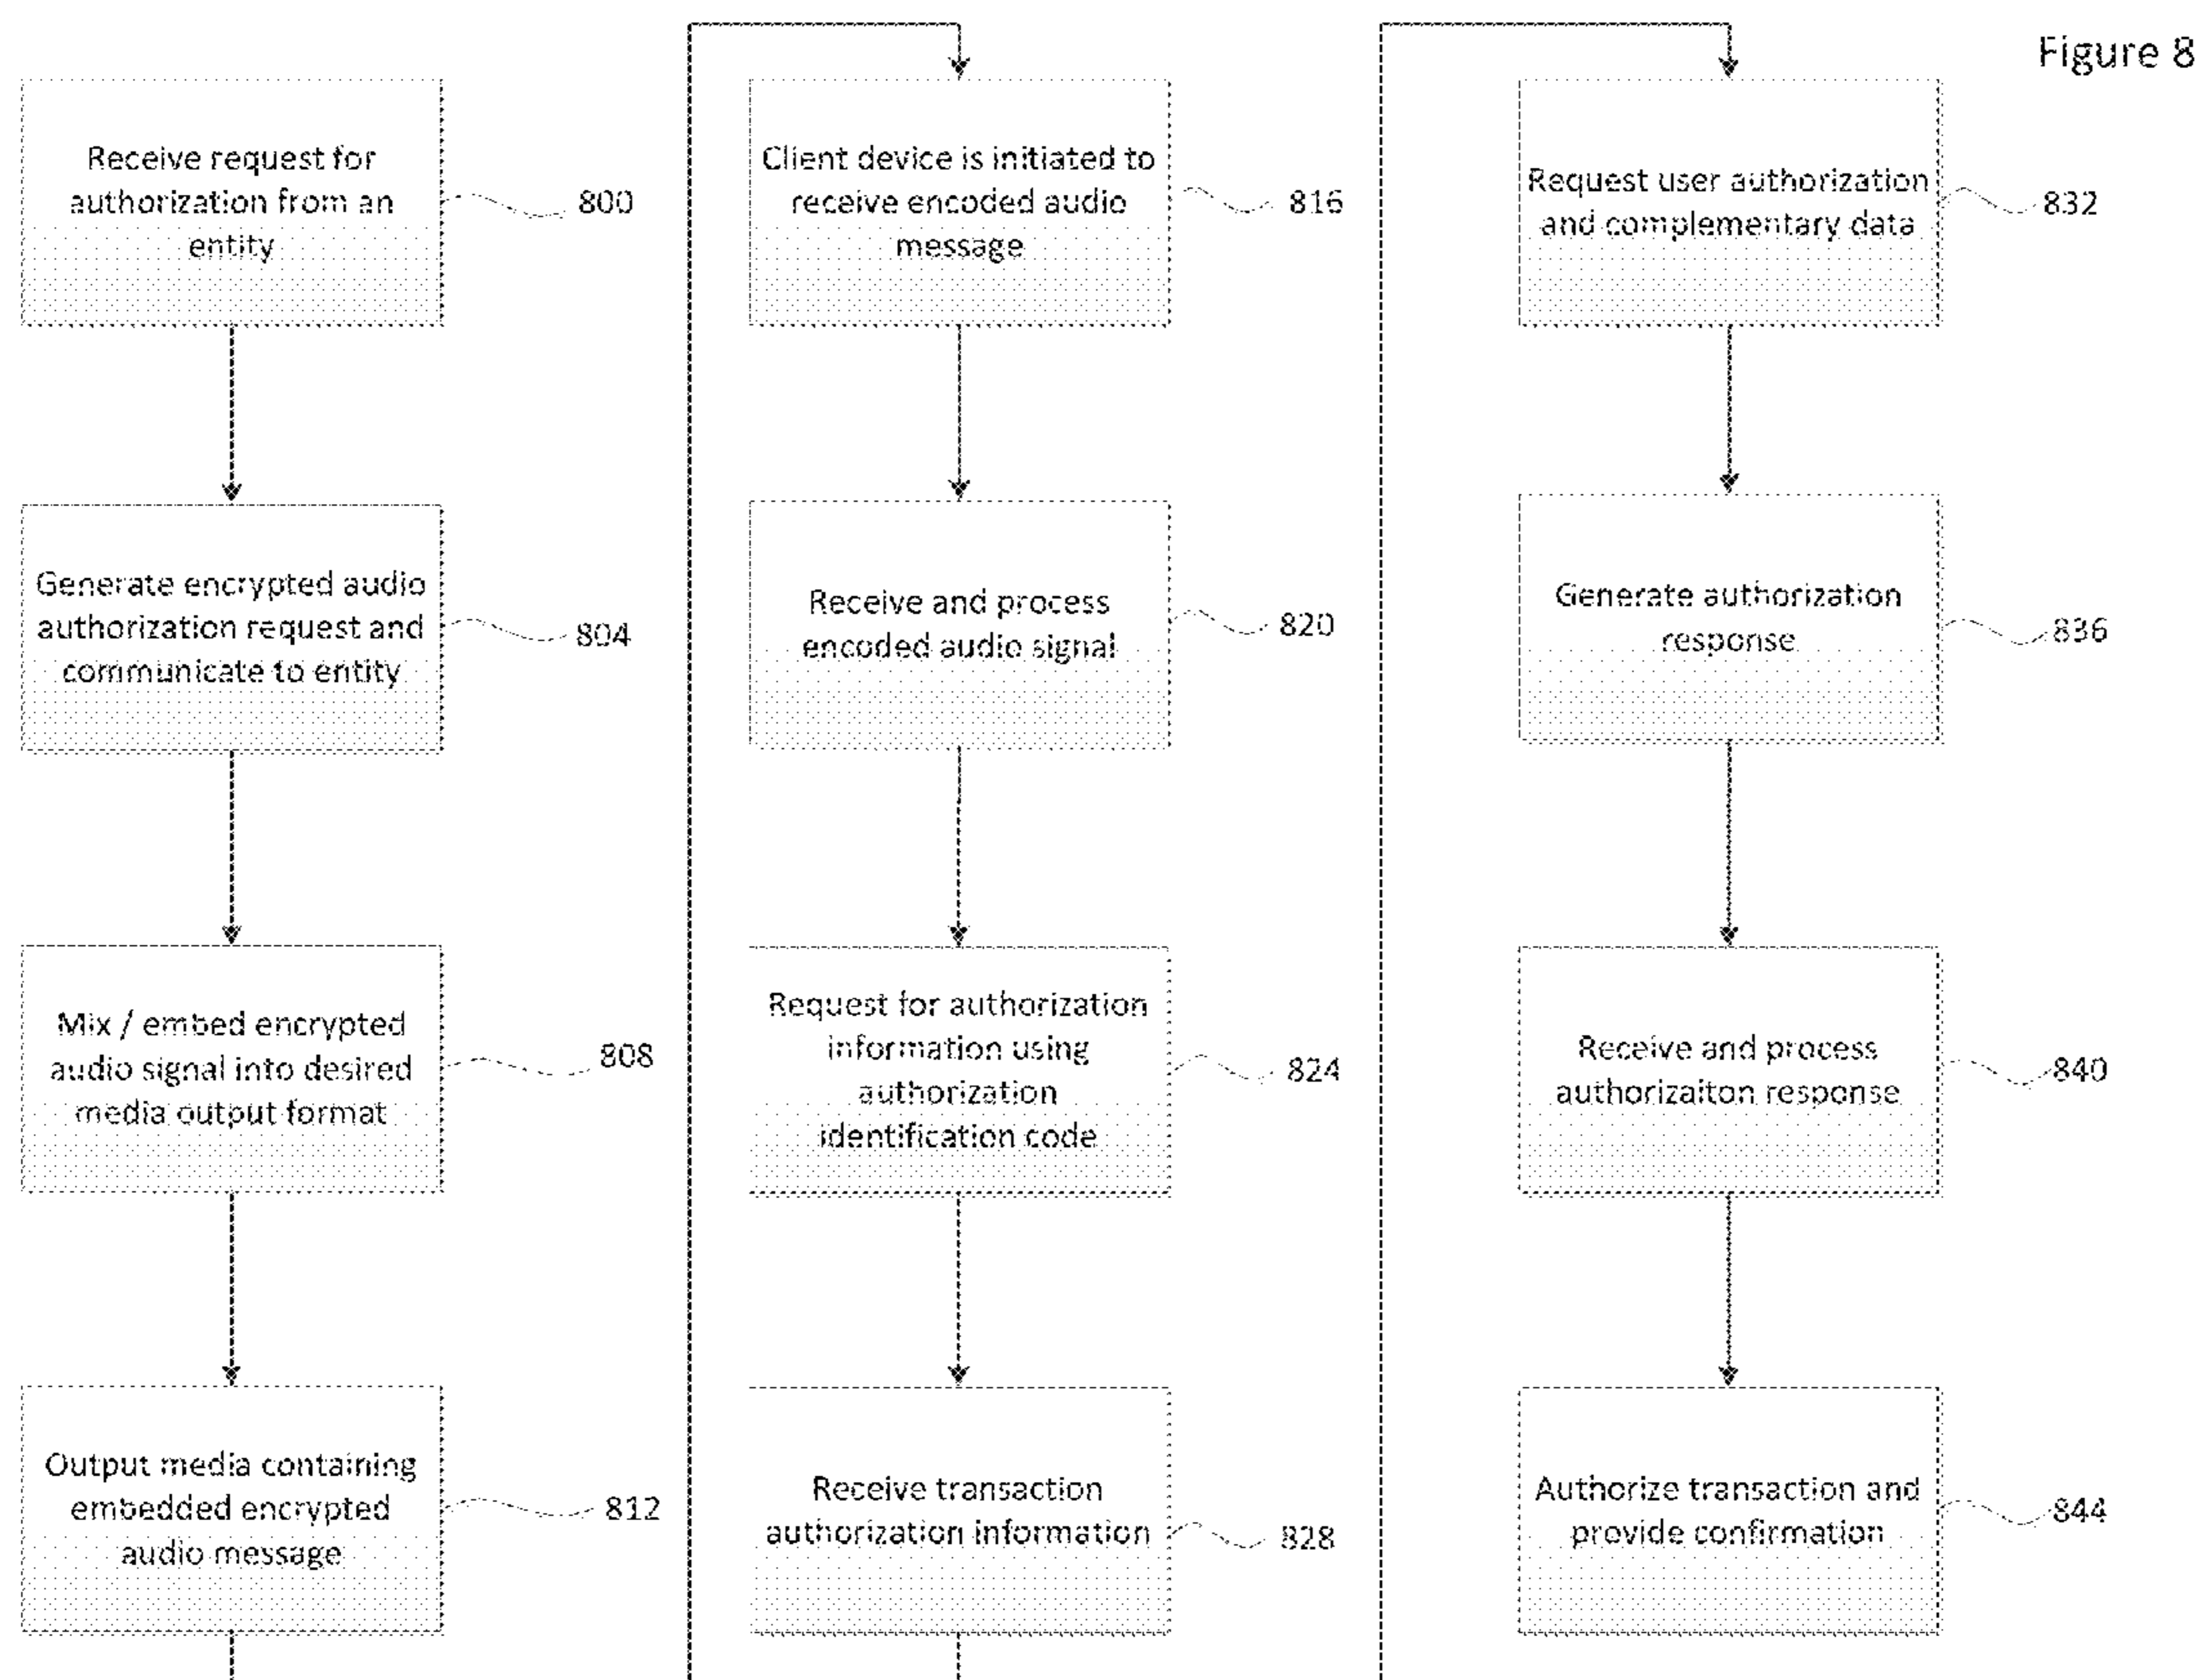 Figure 8
Receive request for
authorization from an
entity
800
Generate encrypted audio
authorization request and
communicate to entity
804
Mix / embed encrypted
audio signal into desired
media output format
808
Output media containing
embedded encrypted
audio message
812
Client device is initiated to
receive encoded audio
message
816
Receive and process
encoded audio signal
820
Request for authorization
information using
authorization
identification code
824
Receive transaction
authorization information
828
Request user authorization
and complementary data
832
Generate authorization
response
836
Receive and process
authorizaiton response
840
Authorize transaction and
provide confirmation
844